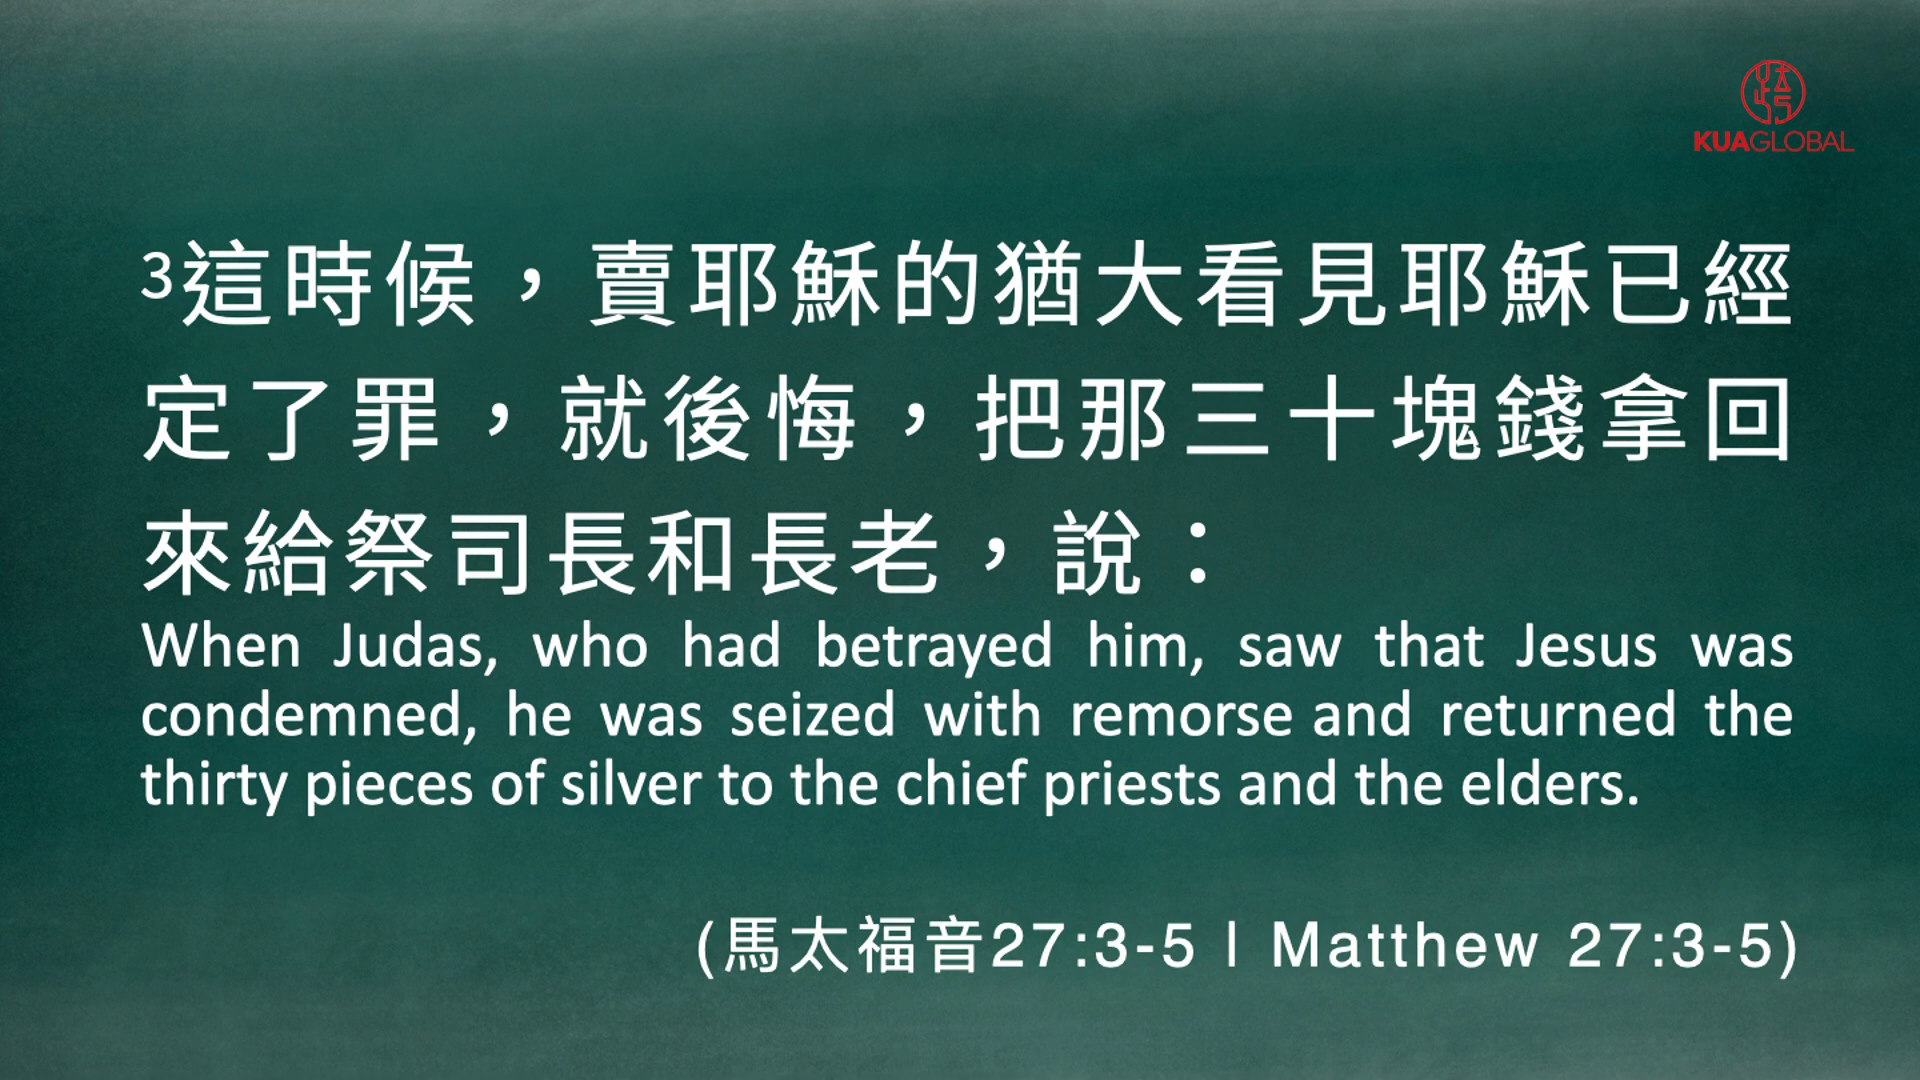 KUAGLOBAL
3這時候，賣耶穌的猶大看見耶穌已經
定了罪，就後悔，把那三十塊錢拿回
來給祭司長和長老，說：
When Judas, who had betrayed him, saw that Jesus was
condemned, he was seized with remorse and returned the
thirty pieces of silver to the chief priests and the elders.
(馬太福音27:3-5 | Matthew 27:3-5)